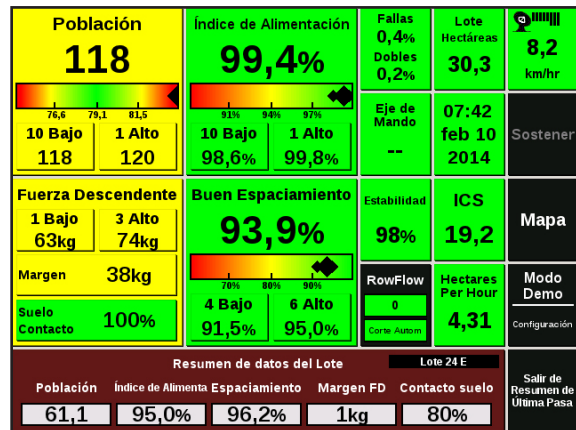 Población
118
76,6 79,1 81,5
10 Bajo 1 Alto
118 120
Índice de Alimentación
99,4%
91% 94% 97%
10 Bajo 1 Alto
98,6% 99,8%
Fallas
0,4%
Dobles
0,2%
Lote
Hectáreas
30,3
8,2
km/hr
Eje de
Mando
--
07:42
feb 10
2014
Sostener
Fuerza Descendente
1 Bajo 3 Alto
63kg 74kg
Margen 38kg
Suelo
Contacto 100%
Buen Espaciamiento
93,9%
70% 80% 90%
4 Bajo 6 Alto
91,5% 95,0%
Estabilidad
98%
ICS
19,2
Mapa
RowFlow
0
Corte Autom
Hectares
Per Hour
4,31
Modo
Demo
Configuración
Resumen de datos del Lote Lote 24 E
Población Índice de Alimenta Espaciamiento Margen FD Contacto suelo
61,1 95,0% 96,2% 1kg 80%
Salir de
Resumen de
Última Pasa